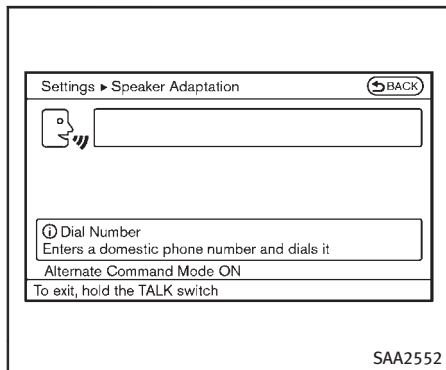 Settings ▶ Speaker Adaptation
BACK
Dial Number
Enters a domestic phone number and dials it
Alternate Command Mode ON
To exit, hold the TALK switch
SAA2552